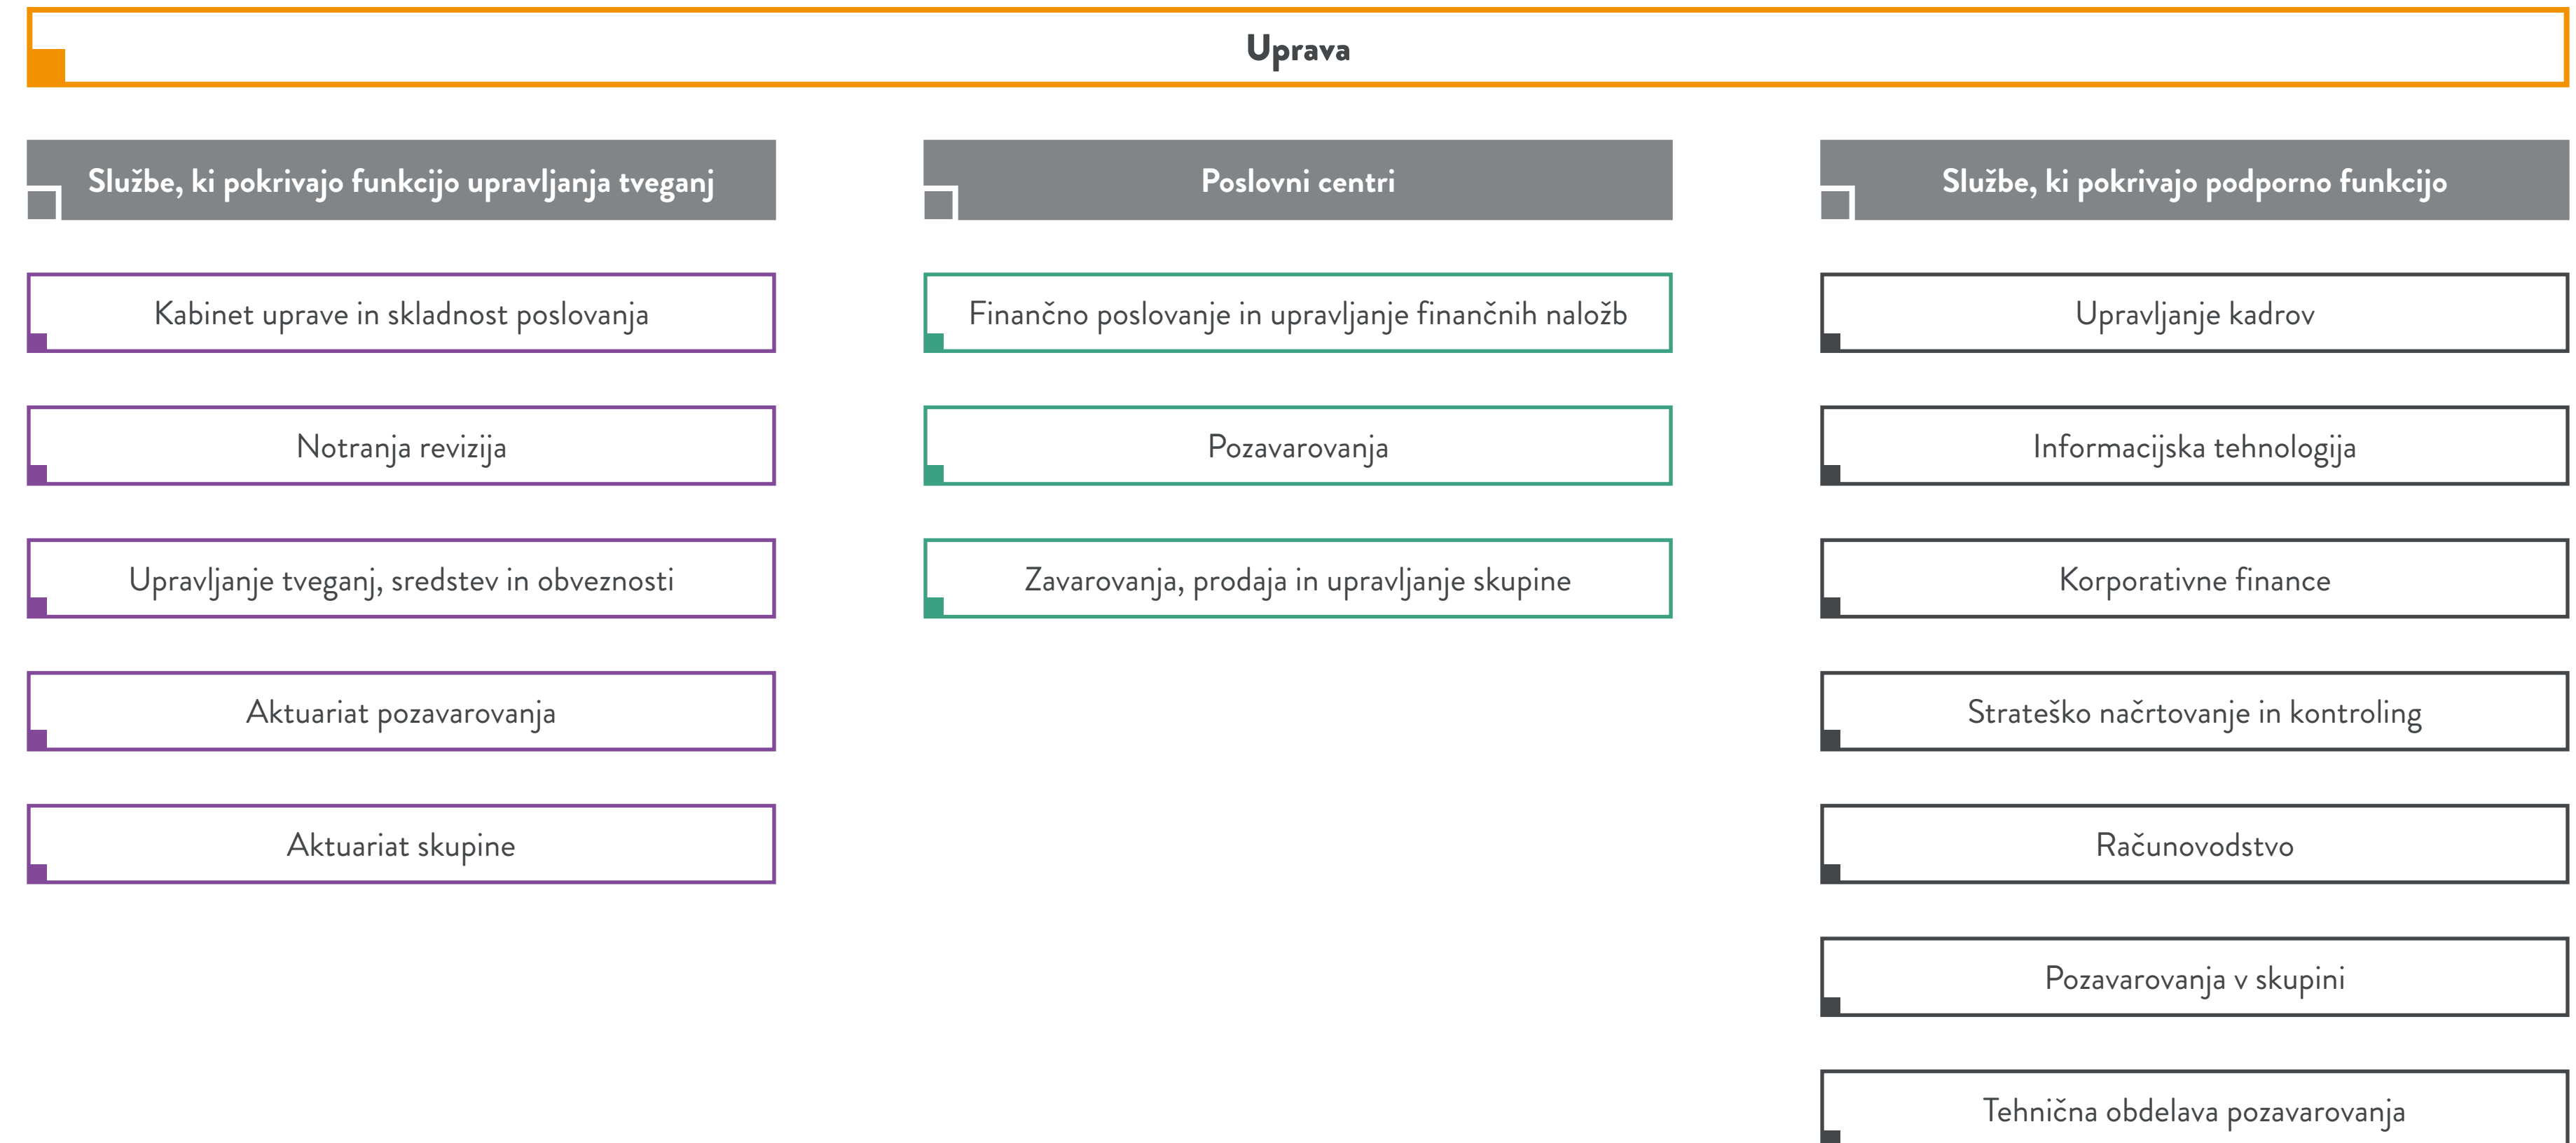 Uprava
Službe, ki pokrivajo funkcijo upravljanja tveganj
Kabinet uprave in skladnost poslovanja
Notranja revizija
Upravljanje tveganj, sredstev in obveznosti
Aktuariat pozavarovanja
Aktuariat skupine
Poslovni centri
Finančno poslovanje in upravljanje finančnih naložb
Pozavarovanja
Zavarovanja, prodaja in upravljanje skupine
Službe, ki pokrivajo podporno funkcijo
Upravljanje kadrov
Informacijska tehnologija
Korporativne finance
Strateško načrtovanje in kontroling
Računovodstvo
Pozavarovanja v skupini
Tehnična obdelava pozavarovanja